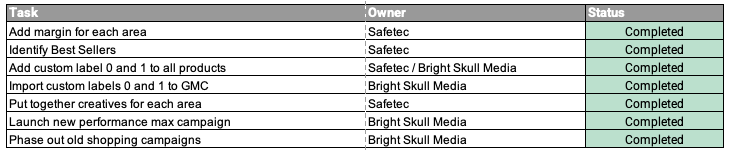 Task Owner Status
Add margin for each area Safetec Completed
Identify Best Sellers Safetec Completed
Add custom label 0 and 1 to all products Safetec / Bright Skull Media Completed
Import custom labels 0 and 1 to GMC Bright Skull Media Completed
Put together creatives for each area Safetec Completed
Launch new performance max campaign Bright Skull Media Completed
Phase out old shopping campaigns Bright Skull Media Completed